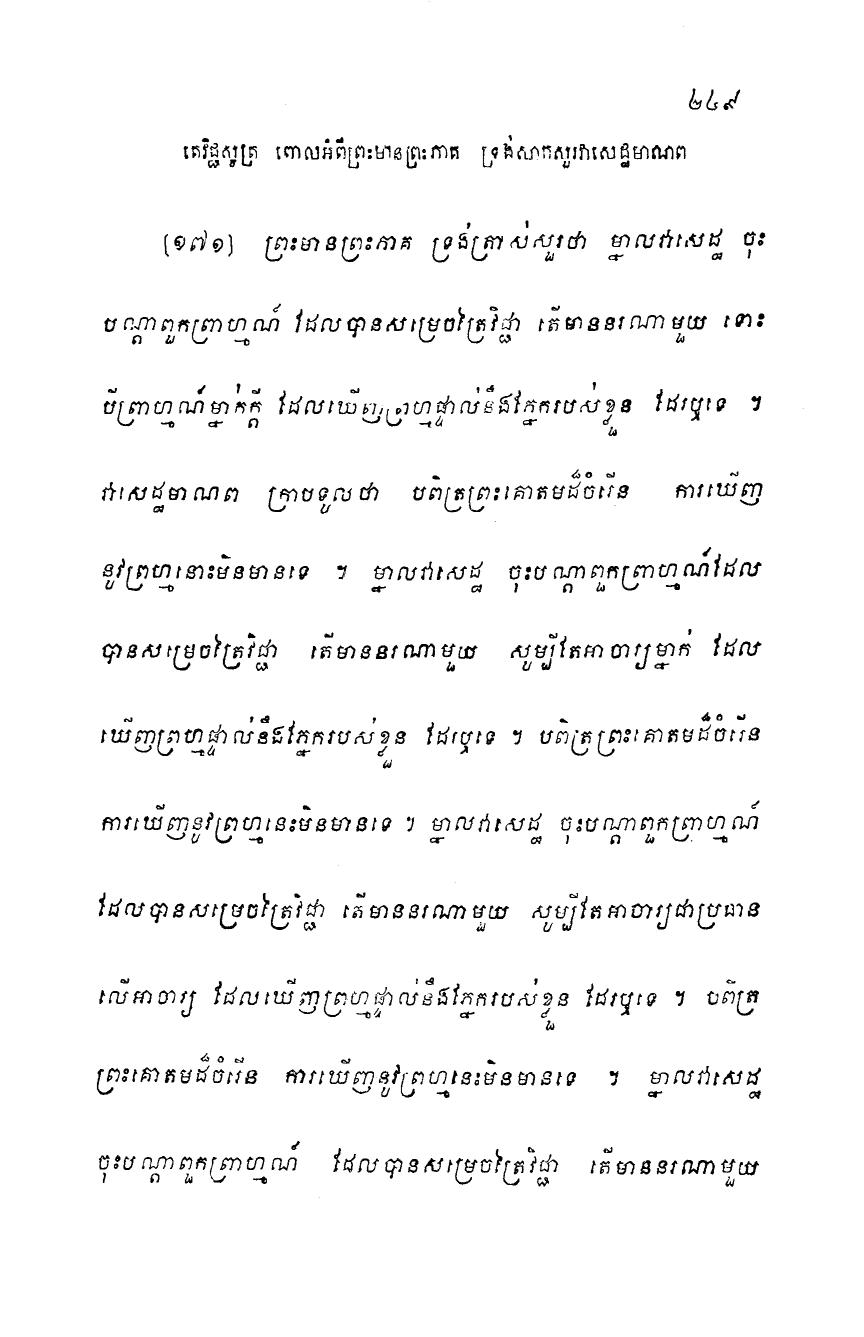 ២៤៩
តេវិជ្ជសូត្រ ពោលអំពីព្រះមានព្រះភាគ ទ្រង់សាកសួរវាសេដ្ឋមាណព
[១៧១] ព្រះមានព្រះភាគ ទ្រង់ត្រាស់សួរថា ម្នាលវាសេដ្ឋ ចុះ
បណ្តាពួកព្រាហ្មណ៍ ដែលបានសម្រេចត្រៃវិជ្ជា តើមាននរណាមួយ ទោះ
បីព្រាហ្មណ៍ម្នាក់ក្តី ដែលឃើញព្រហ្មផ្ទាល់នឹងភ្នែករបស់ខ្លួន ដែរឬទេ ។
វាសេដ្ឋមាណព ក្រាបទូលថា បពិត្រព្រះគោតមដ៏ចំរើន ការឃើញ
នូវព្រហ្មនោះមិនមានទេ ។ ម្នាលវាសេដ្ឋ ចុះបណ្តាពួកព្រាហ្មណ៍ដែល
បានសម្រេចត្រៃវិជ្ជា តើមាននរណាមួយ សូម្បីតែអាចារ្យម្នាក់ ដែល
ឃើញព្រហ្មផ្ទាល់នឹងភ្នែករបស់ខ្លួន ដែរឬទេ ។ បពិត្រព្រះគោតមដ៏ចំរើន
ការឃើញនូវព្រហ្មនេះមិនមានទេ ។ ម្នាលវាសេដ្ឋ ចុះបណ្តាពួកព្រាហ្មណ៍
ដែលបានសម្រេចត្រៃវិជ្ជា តើមាននរណាមួយ សូម្បីតែអាចារ្យជាប្រធាន
លើអាចារ្យ ដែលឃើញព្រហ្មផ្ទាល់នឹងភ្នែករបស់ខ្លួន ដែរឬទេ ។ បពិត្រ
ព្រះគោតមដ៏ចំរើន ការឃើញនូវព្រហ្មនេះមិនមានទេ ។ ម្នាលវាសេដ្ឋ
ចុះបណ្តាពួកព្រាហ្មណ៍ ដែលបានសម្រេចត្រៃវិជ្ជា តើមាននរណាមួយ